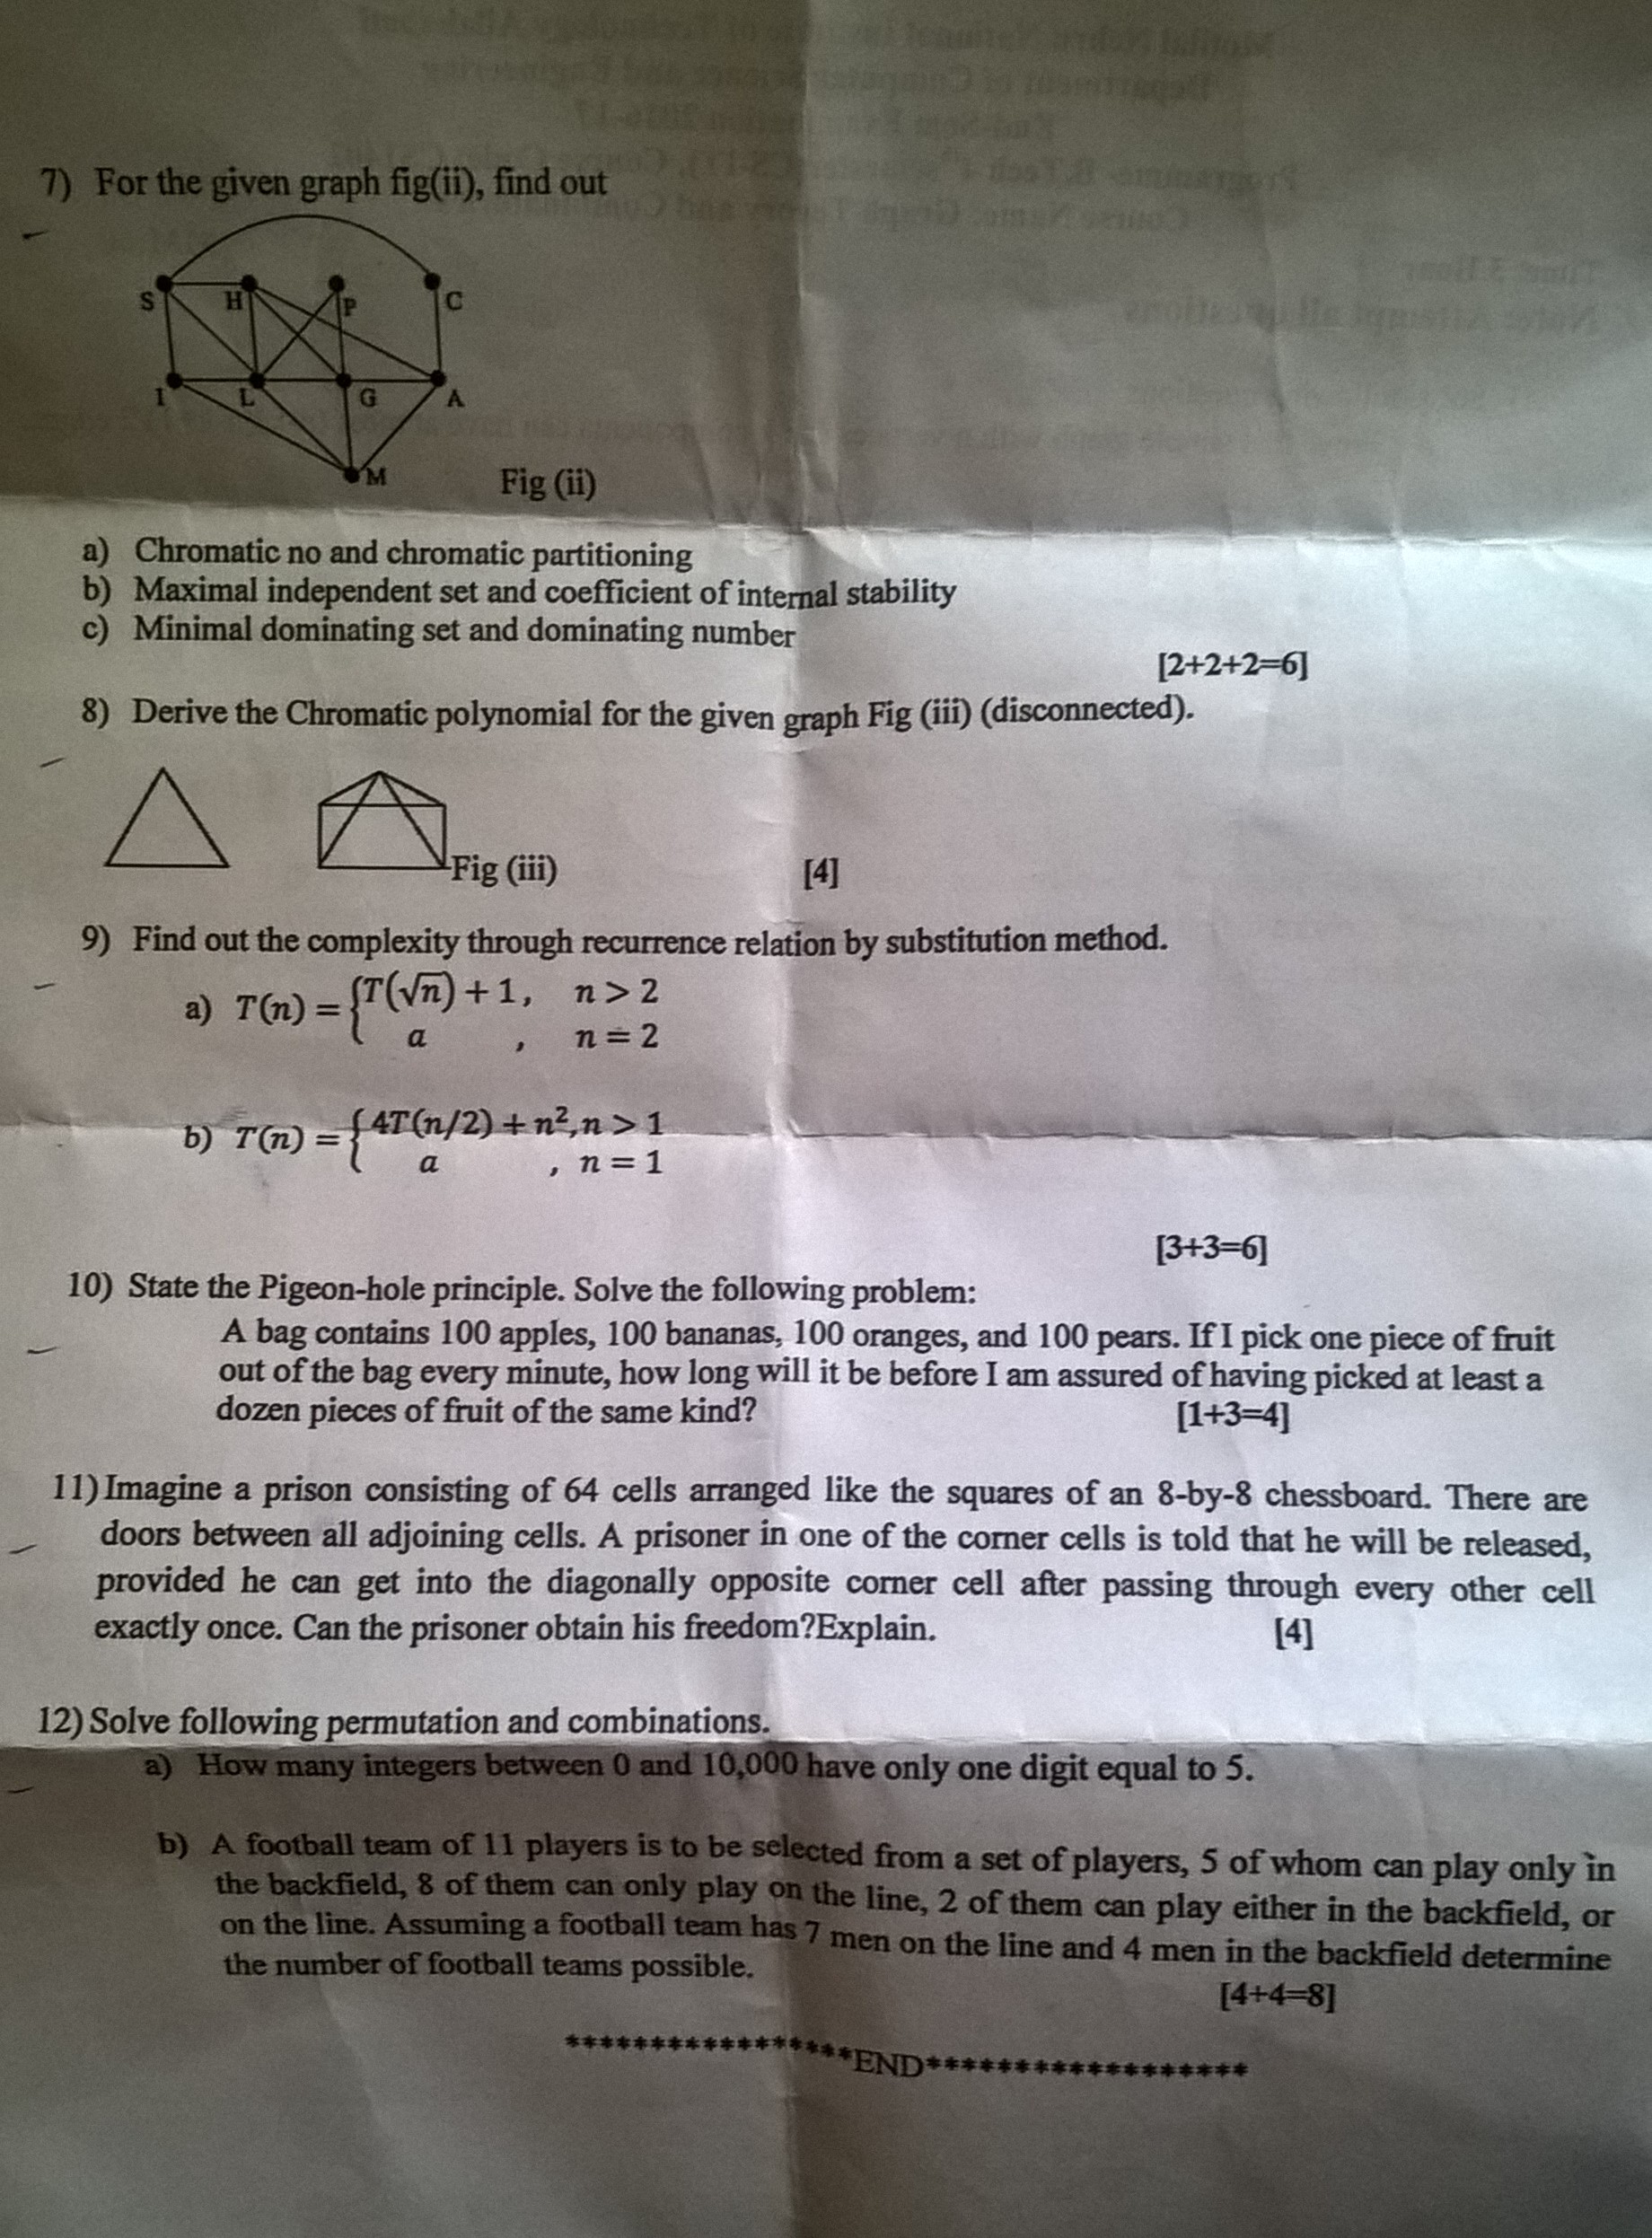 7) For the given graph fig(ii), find out
S H P C
I L G A
M
Fig (ii)
a) Chromatic no and chromatic partitioning
b) Maximal independent set and coefficient of internal stability
c) Minimal dominating set and dominating number
[2+2+2=6]
8) Derive the Chromatic polynomial for the given graph Fig (iii) (disconnected).
Fig (iii) [4]
9) Find out the complexity through recurrence relation by substitution method.
a) T(n) = { T(√n) + 1, n > 2
a , n = 2
b) T(n) = { 4T(n/2) + n², n > 1
a , n = 1
[3+3=6]
10) State the Pigeon-hole principle. Solve the following problem:
A bag contains 100 apples, 100 bananas, 100 oranges, and 100 pears. If I pick one piece of fruit
out of the bag every minute, how long will it be before I am assured of having picked at least a
dozen pieces of fruit of the same kind? [1+3=4]
11) Imagine a prison consisting of 64 cells arranged like the squares of an 8-by-8 chessboard. There are
doors between all adjoining cells. A prisoner in one of the corner cells is told that he will be released,
provided he can get into the diagonally opposite corner cell after passing through every other cell
exactly once. Can the prisoner obtain his freedom?Explain. [4]
12) Solve following permutation and combinations.
a) How many integers between 0 and 10,000 have only one digit equal to 5.
b) A football team of 11 players is to be selected from a set of players, 5 of whom can play only in
the backfield, 8 of them can only play on the line, 2 of them can play either in the backfield, or
on the line. Assuming a football team has 7 men on the line and 4 men in the backfield determine
the number of football teams possible.
[4+4=8]
*****************END*******************